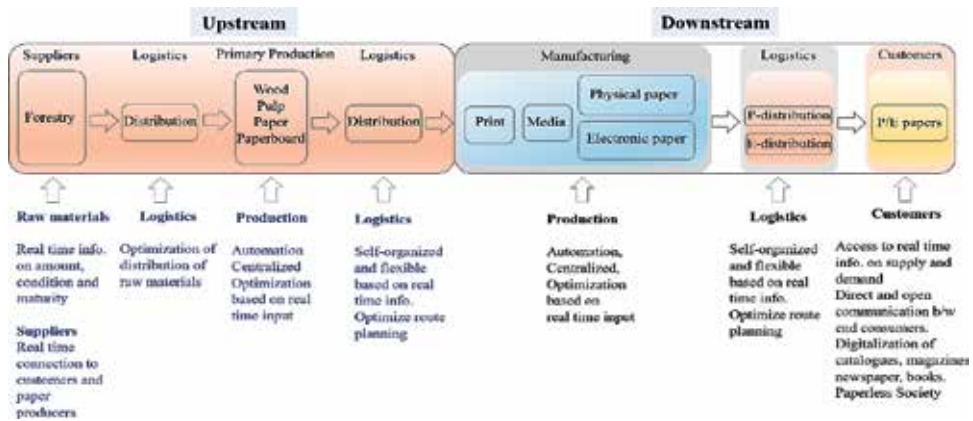 Upstream
Downstream
Suppliers
Logistics
Primary Production
Logistics
Manufacturing
Logistics
Customers
Forestry
Distribution
Wood
Pulp
Paper
Paperboard
Distribution
Print
Media
Physical paper
Electronic paper
P-distribution
E-distribution
P/E papers
Raw materials
Real time info.
on amount,
condition and
maturity
Suppliers
Real time
connection to
customers and
paper
producers
Logistics
Optimization of
distribution of
raw materials
Production
Automation
Centralized
Optimization
based on real
time input
Logistics
Self-organized
and flexible
based on real
time info.
Optimize route
planning
Production
Automation,
Centralized,
Optimization
based on
real time input
Logistics
Self-organized
and flexible
based on real
time info.
Optimize route
planning
Customers
Access to real time
info. on supply and
demand
Direct and open
communication b/w
end consumers.
Digitalization of
catalogues, magazines
newspaper, books.
Paperless Society